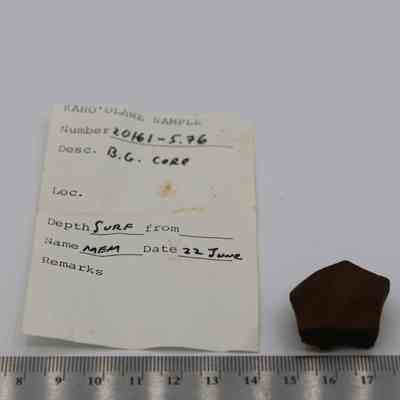 KAHO'OLAWE SAMPLE
Number 20161-5.76
Desc. B.G. CORE
Loc.
Depth SURF from
Name MEM Date 22 June
Remarks
8 9 10 11 12 13 14 15 16 17